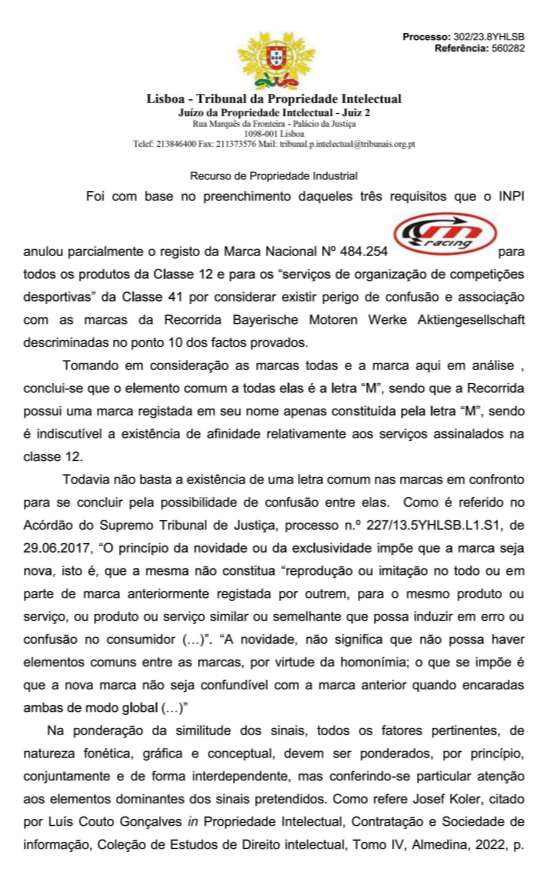 Processo: 302/23.8YHLSB
Referência: 560282
Lisboa - Tribunal da Propriedade Intelectual
Juízo da Propriedade Intelectual - Juiz 2
Rua Marquês da Fronteira - Palácio da Justiça
1098-001 Lisboa
Telef: 213846400 Fax: 211373576 Mail: tribunal.p.intelectual@tribunais.org.pt
Recurso de Propriedade Industrial
Foi com base no preenchimento daqueles três requisitos que o INPI
anulou parcialmente o registo da Marca Nacional Nº 484.254 m racing para
todos os produtos da Classe 12 e para os “serviços de organização de competições
desportivas” da Classe 41 por considerar existir perigo de confusão e associação
com as marcas da Recorrida Bayerische Motoren Werke Aktiengesellschaft
descriminadas no ponto 10 dos factos provados.
Tomando em consideração as marcas todas e a marca aqui em análise ,
conclui-se que o elemento comum a todas elas é a letra “M”, sendo que a Recorrida
possui uma marca registada em seu nome apenas constituída pela letra “M”, sendo
é indiscutível a existência de afinidade relativamente aos serviços assinalados na
classe 12.
Todavia não basta a existência de uma letra comum nas marcas em confronto
para se concluir pela possibilidade de confusão entre elas. Como é referido no
Acórdão do Supremo Tribunal de Justiça, processo n.º 227/13.5YHLSB.L1.S1, de
29.06.2017, “O princípio da novidade ou da exclusividade impõe que a marca seja
nova, isto é, que a mesma não constitua “reprodução ou imitação no todo ou em
parte de marca anteriormente registada por outrem, para o mesmo produto ou
serviço, ou produto ou serviço similar ou semelhante que possa induzir em erro ou
confusão no consumidor (...)”. “A novidade, não significa que não possa haver
elementos comuns entre as marcas, por virtude da homonímia; o que se impõe é
que a nova marca não seja confundível com a marca anterior quando encaradas
ambas de modo global (...)”
Na ponderação da similitude dos sinais, todos os fatores pertinentes, de
natureza fonética, gráfica e conceptual, devem ser ponderados, por princípio,
conjuntamente e de forma interdependente, mas conferindo-se particular atenção
aos elementos dominantes dos sinais pretendidos. Como refere Josef Koler, citado
por Luís Couto Gonçalves in Propriedade Intelectual, Contratação e Sociedade de
informação, Coleção de Estudos de Direito intelectual, Tomo IV, Almedina, 2022, p.